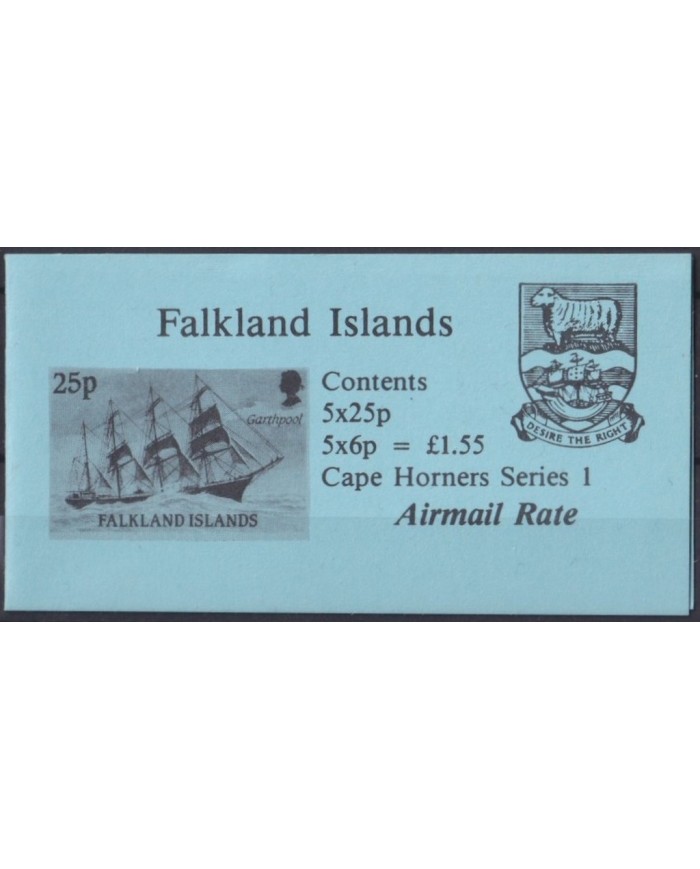 Falkland Islands
25p
Garthpool
FALKLAND ISLANDS
Contents
5x25p
5x6p = £1.55
Cape Horners Series 1
Airmail Rate
DESIRE THE RIGHT